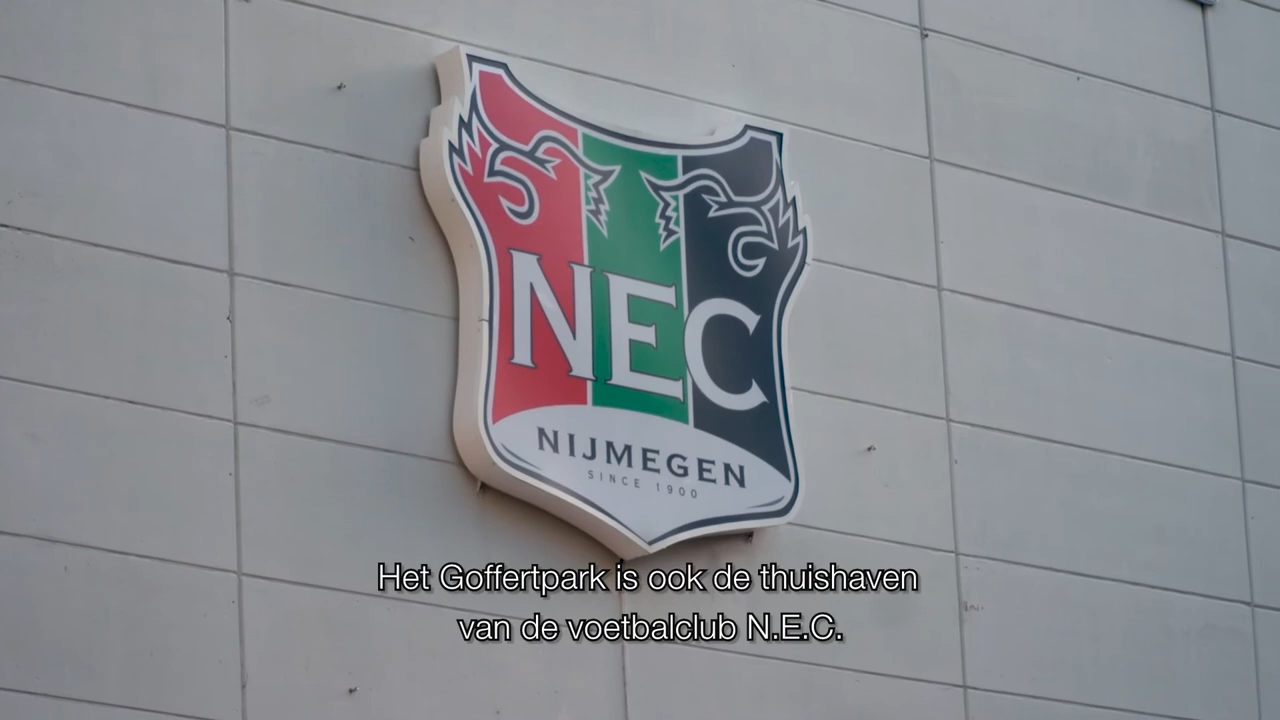 NEC
NIJMEGEN
SINCE 1900
Het Goffertpark is ook de thuishaven
van de voetbalclub N.E.C.